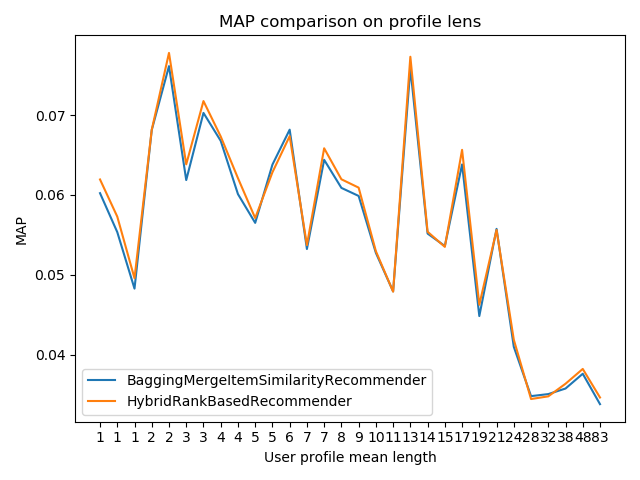 MAP comparison on profile lens
0.07
0.06
0.05
0.04
MAP
BaggingMergeItemSimilarityRecommender
HybridRankBasedRecommender
1 1 1 2 2 3 3 4 4 5 5 6 7 7 8 9 10 11 13 14 15 17 19 21 24 28 32 38 48 83
User profile mean length